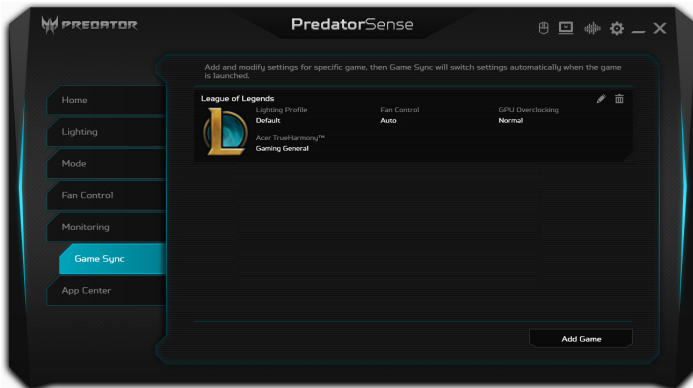 PREDATOR
PredatorSense
Add and modify settings for specific game, then Game Sync will switch settings automatically when the game
is launched.
Home
Lighting
Mode
Fan Control
Monitoring
Game Sync
App Center
League of Legends
Lighting Profile
Default
Fan Control
Auto
GPU Overclocking
Normal
Acer TrueHarmony™
Gaming General
Add Game